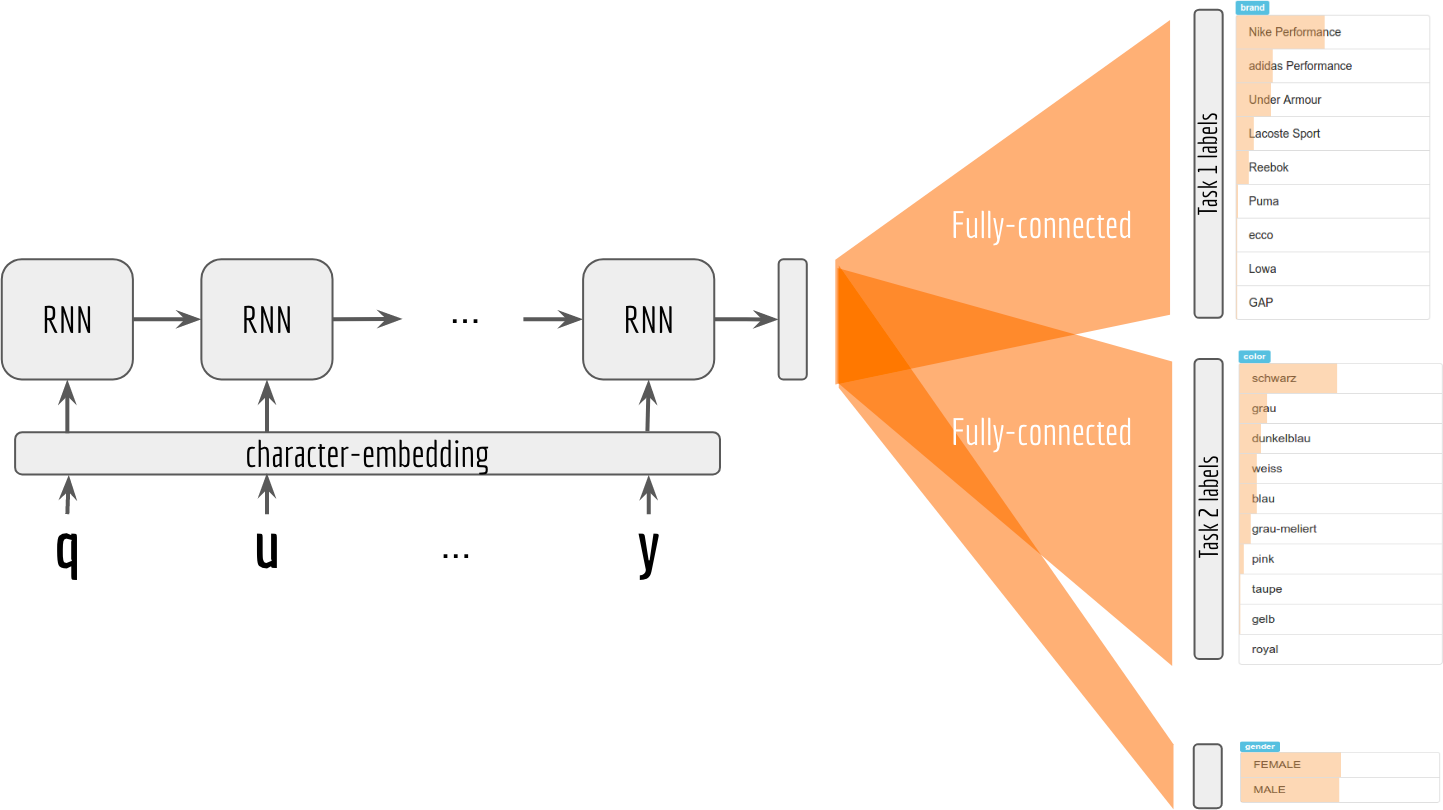 RNN
RNN
...
RNN
character-embedding
q
u
...
y
Fully-connected
Fully-connected
Task 1 labels
brand
Nike Performance
adidas Performance
Under Armour
Lacoste Sport
Reebok
Puma
ecco
Lowa
GAP
Task 2 labels
color
schwarz
grau
dunkelblau
weiss
blau
grau-meliert
pink
taupe
gelb
royal
gender
FEMALE
MALE